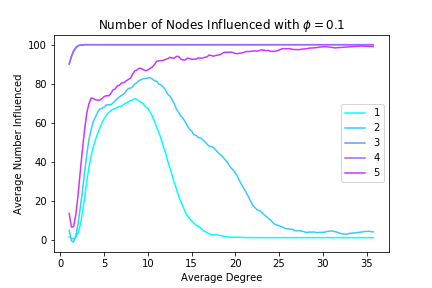 Number of Nodes Influenced with ϕ = 0.1
100
80
60
40
20
0
Average Number Influenced
1
2
3
4
5
0 5 10 15 20 25 30 35
Average Degree